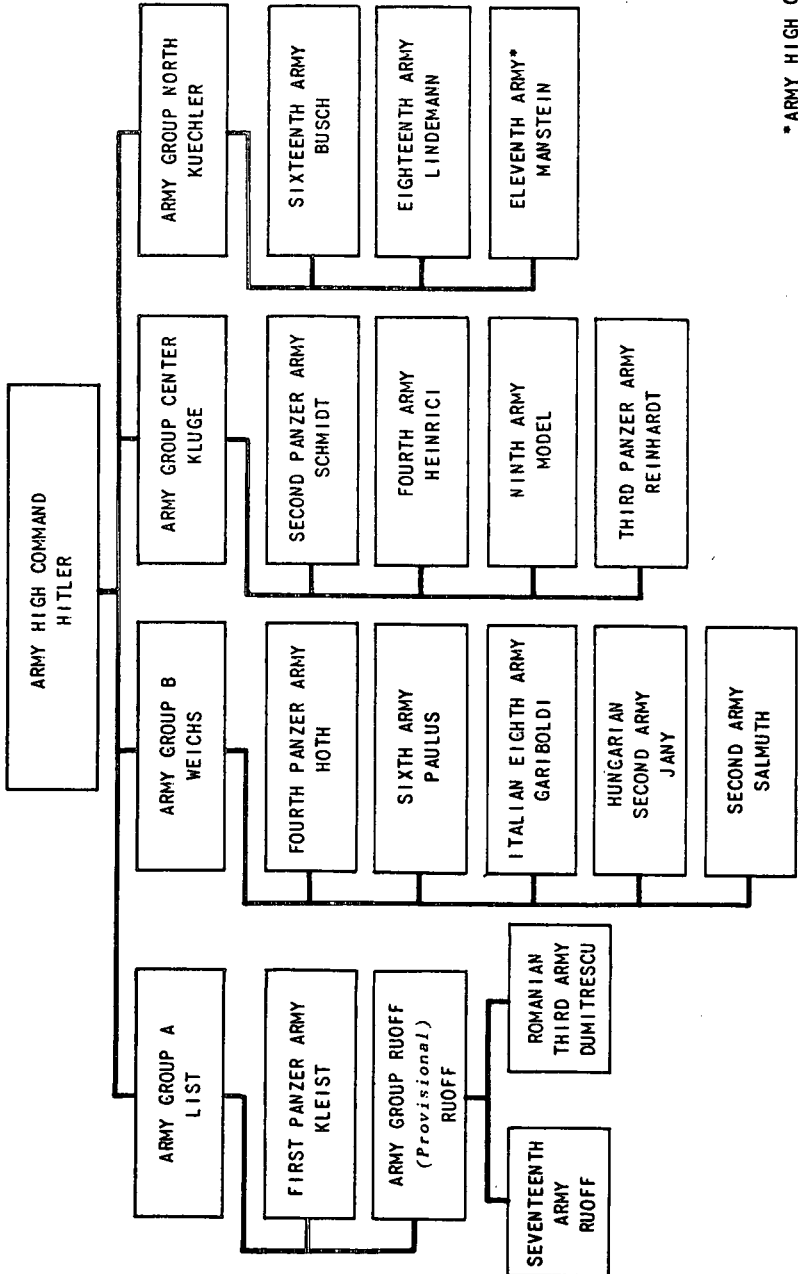 ARMY HIGH COMMAND
HITLER
ARMY GROUP A
LIST
FIRST PANZER ARMY
KLEIST
ARMY GROUP RUOFF
(Provisional)
RUOFF
SEVENTEENTH
ARMY
RUOFF
ROMANIAN
THIRD ARMY
DUMITRESCU
ARMY GROUP B
WEICHS
FOURTH PANZER ARMY
HOTH
SIXTH ARMY
PAULUS
ITALIAN EIGHTH ARMY
GARIBOLDI
HUNGARIAN
SECOND ARMY
JANY
SECOND ARMY
SALMUTH
ARMY GROUP CENTER
KLUGE
SECOND PANZER ARMY
SCHMIDT
FOURTH ARMY
HEINRICI
NINTH ARMY
MODEL
THIRD PANZER ARMY
REINHARDT
ARMY GROUP NORTH
KUECHLER
SIXTEENTH ARMY
BUSCH
EIGHTEENTH ARMY
LINDEMANN
ELEVENTH ARMY*
MANSTEIN
*ARMY HIGH